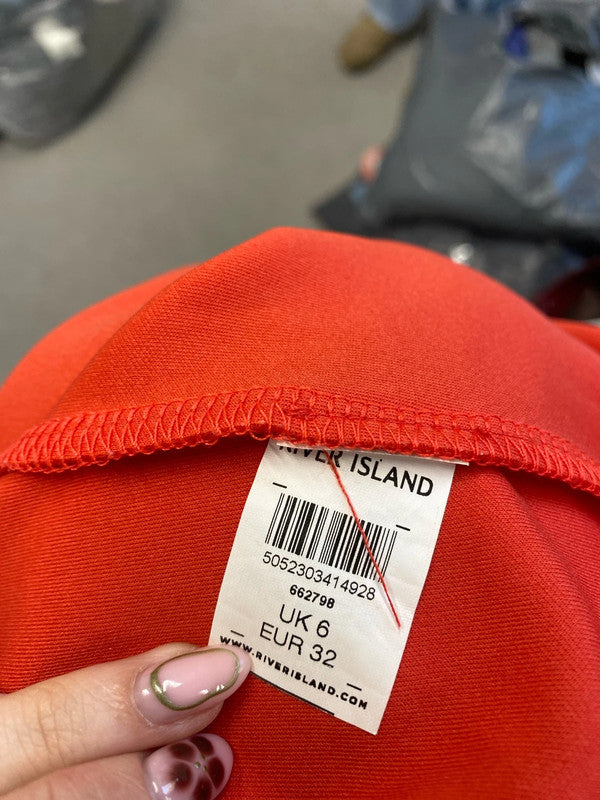 RIVER ISLAND
5052303414928
662798
UK 6
EUR 32
WWW.RIVERISLAND.COM